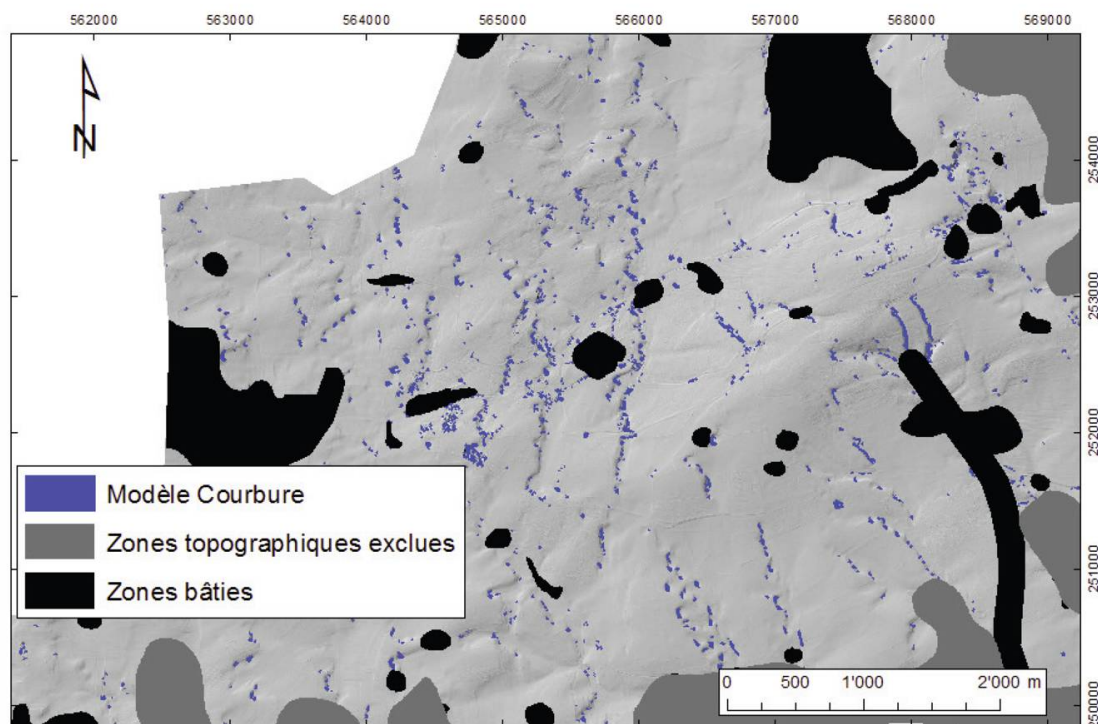 562000 563000 564000 565000 566000 567000 568000 569000
N
254000
253000
252000
251000
250000
Modèle Courbure
Zones topographiques exclues
Zones bâties
0 500 1'000 2'000 m